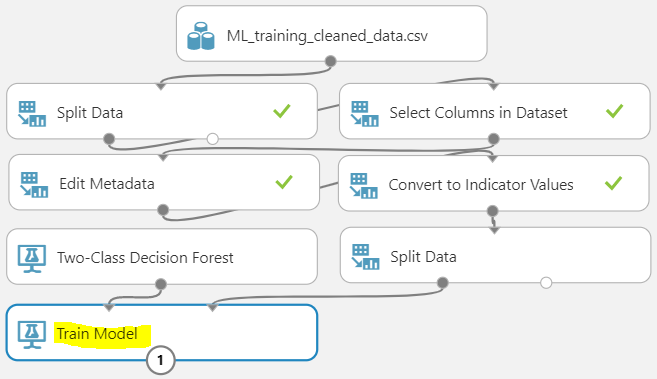 ML_training_cleaned_data.csv
Split Data
Select Columns in Dataset
Edit Metadata
Convert to Indicator Values
Two-Class Decision Forest
Split Data
Train Model
1